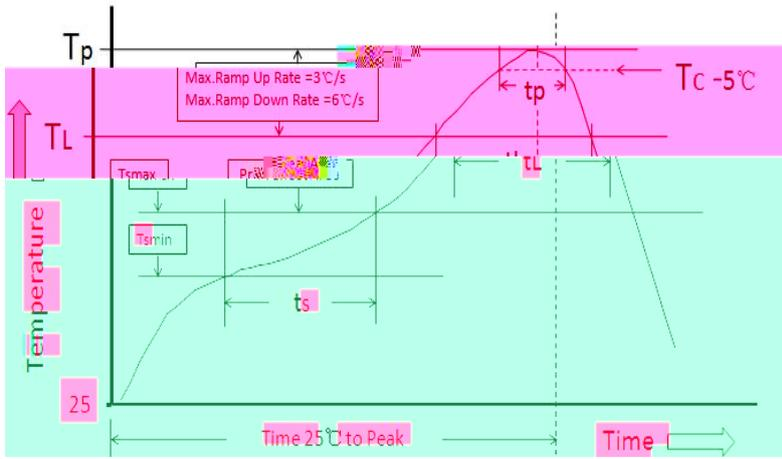 Tp
Max.Ramp Up Rate =3℃/s
Max.Ramp Down Rate =6℃/s
TC -5℃
tp
TL
tL
Tsmax
Tsmin
ts
Temperature
25
Time 25℃ to Peak
Time